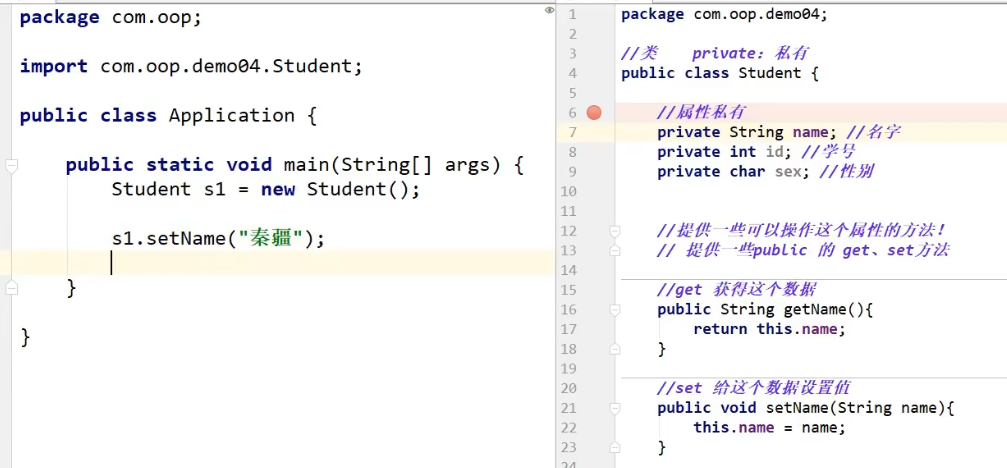 package com.oop;
import com.oop.demo04.Student;
public class Application {
public static void main(String[] args) {
Student s1 = new Student();
s1.setName("秦疆");
}
}
1 package com.oop.demo04;
2
3 //类 private: 私有
4 public class Student {
5
6 //属性私有
7 private String name; //名字
8 private int id; //学号
9 private char sex; //性别
10
11
12 //提供一些可以操作这个属性的方法!
13 // 提供一些public 的 get、set方法
14
15 //get 获得这个数据
16 public String getName(){
17 return this.name;
18 }
19
20 //set 给这个数据设置值
21 public void setName(String name){
22 this.name = name;
23 }
24